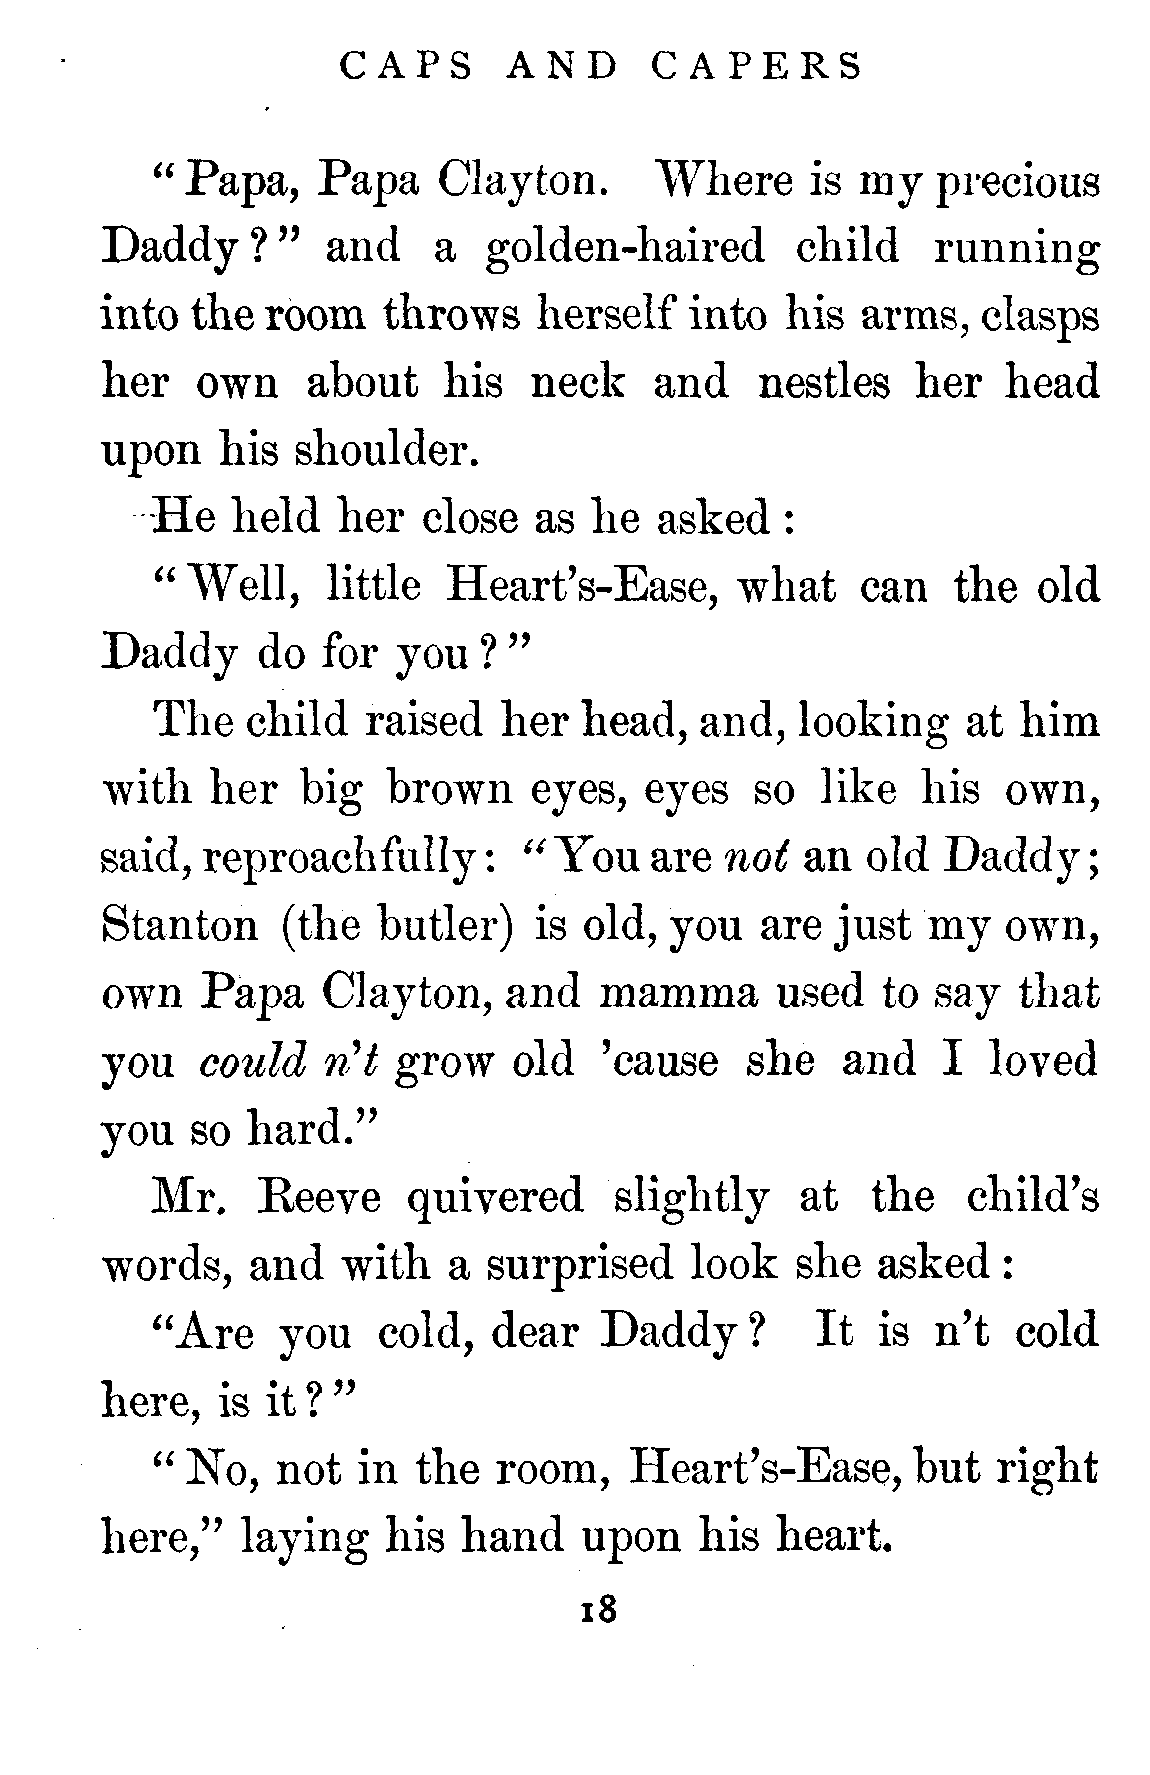 CAPS AND CAPERS
“Papa, Papa Clayton. Where is my precious
Daddy?” and a golden-haired child running
into the room throws herself into his arms, clasps
her own about his neck and nestles her head
upon his shoulder.
He held her close as he asked:
“Well, little Heart’s-Ease, what can the old
Daddy do for you?”
The child raised her head, and, looking at him
with her big brown eyes, eyes so like his own,
said, reproachfully: “You are not an old Daddy;
Stanton (the butler) is old, you are just my own,
own Papa Clayton, and mamma used to say that
you could n’t grow old ’cause she and I loved
you so hard.”
Mr. Reeve quivered slightly at the child’s
words, and with a surprised look she asked:
“Are you cold, dear Daddy? It is n’t cold
here, is it?”
“No, not in the room, Heart’s-Ease, but right
here,” laying his hand upon his heart.
18